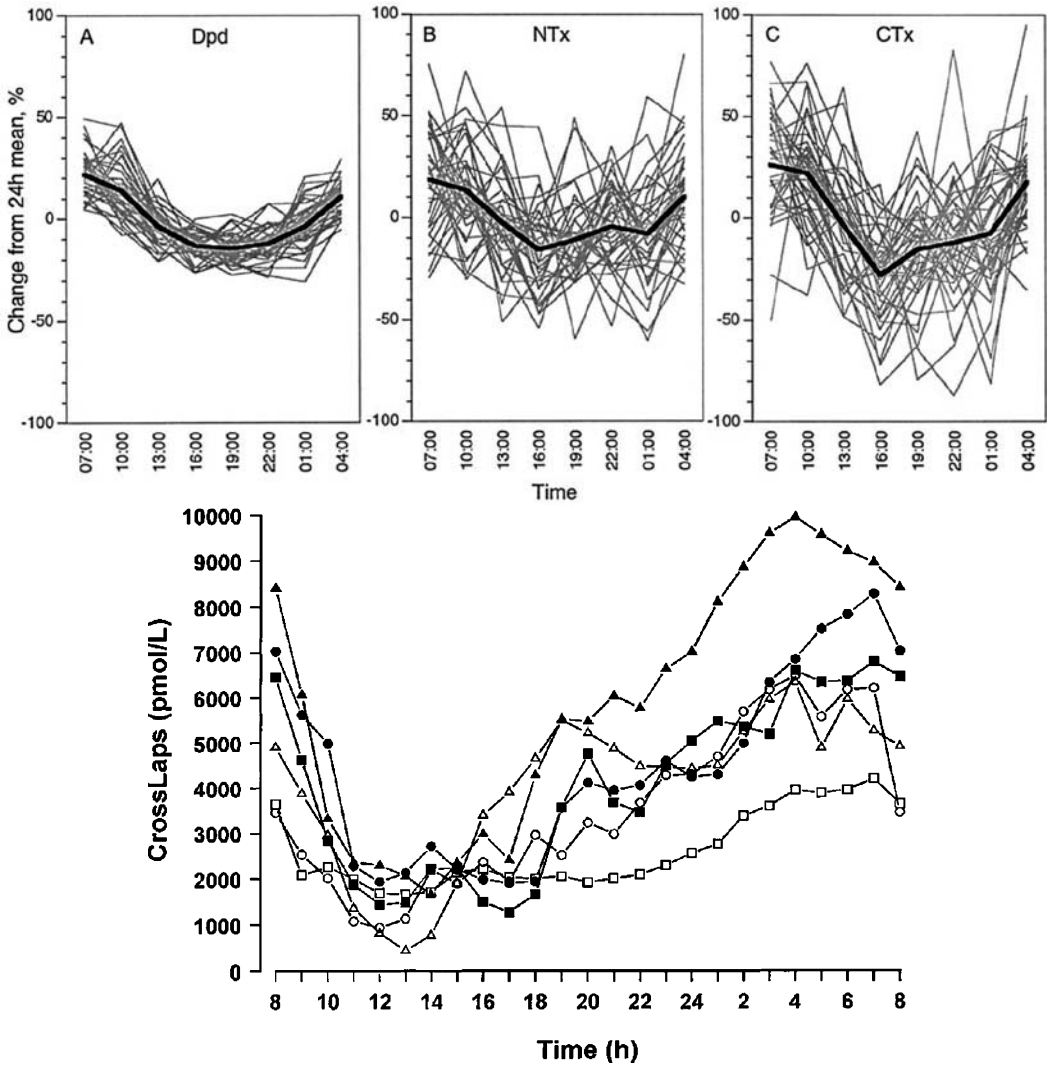 A Dpd
B NTx
C CTx
Change from 24h mean, %
100
50
0
-50
-100
100
50
0
-50
-100
100
50
0
-50
-100
07:00 10:00 13:00 16:00 19:00 22:00 01:00 04:00
07:00 10:00 13:00 16:00 19:00 22:00 01:00 04:00
07:00 10:00 13:00 16:00 19:00 22:00 01:00 04:00
Time
CrossLaps (pmol/L)
10000
9000
8000
7000
6000
5000
4000
3000
2000
1000
0
8 10 12 14 16 18 20 22 24 2 4 6 8
Time (h)